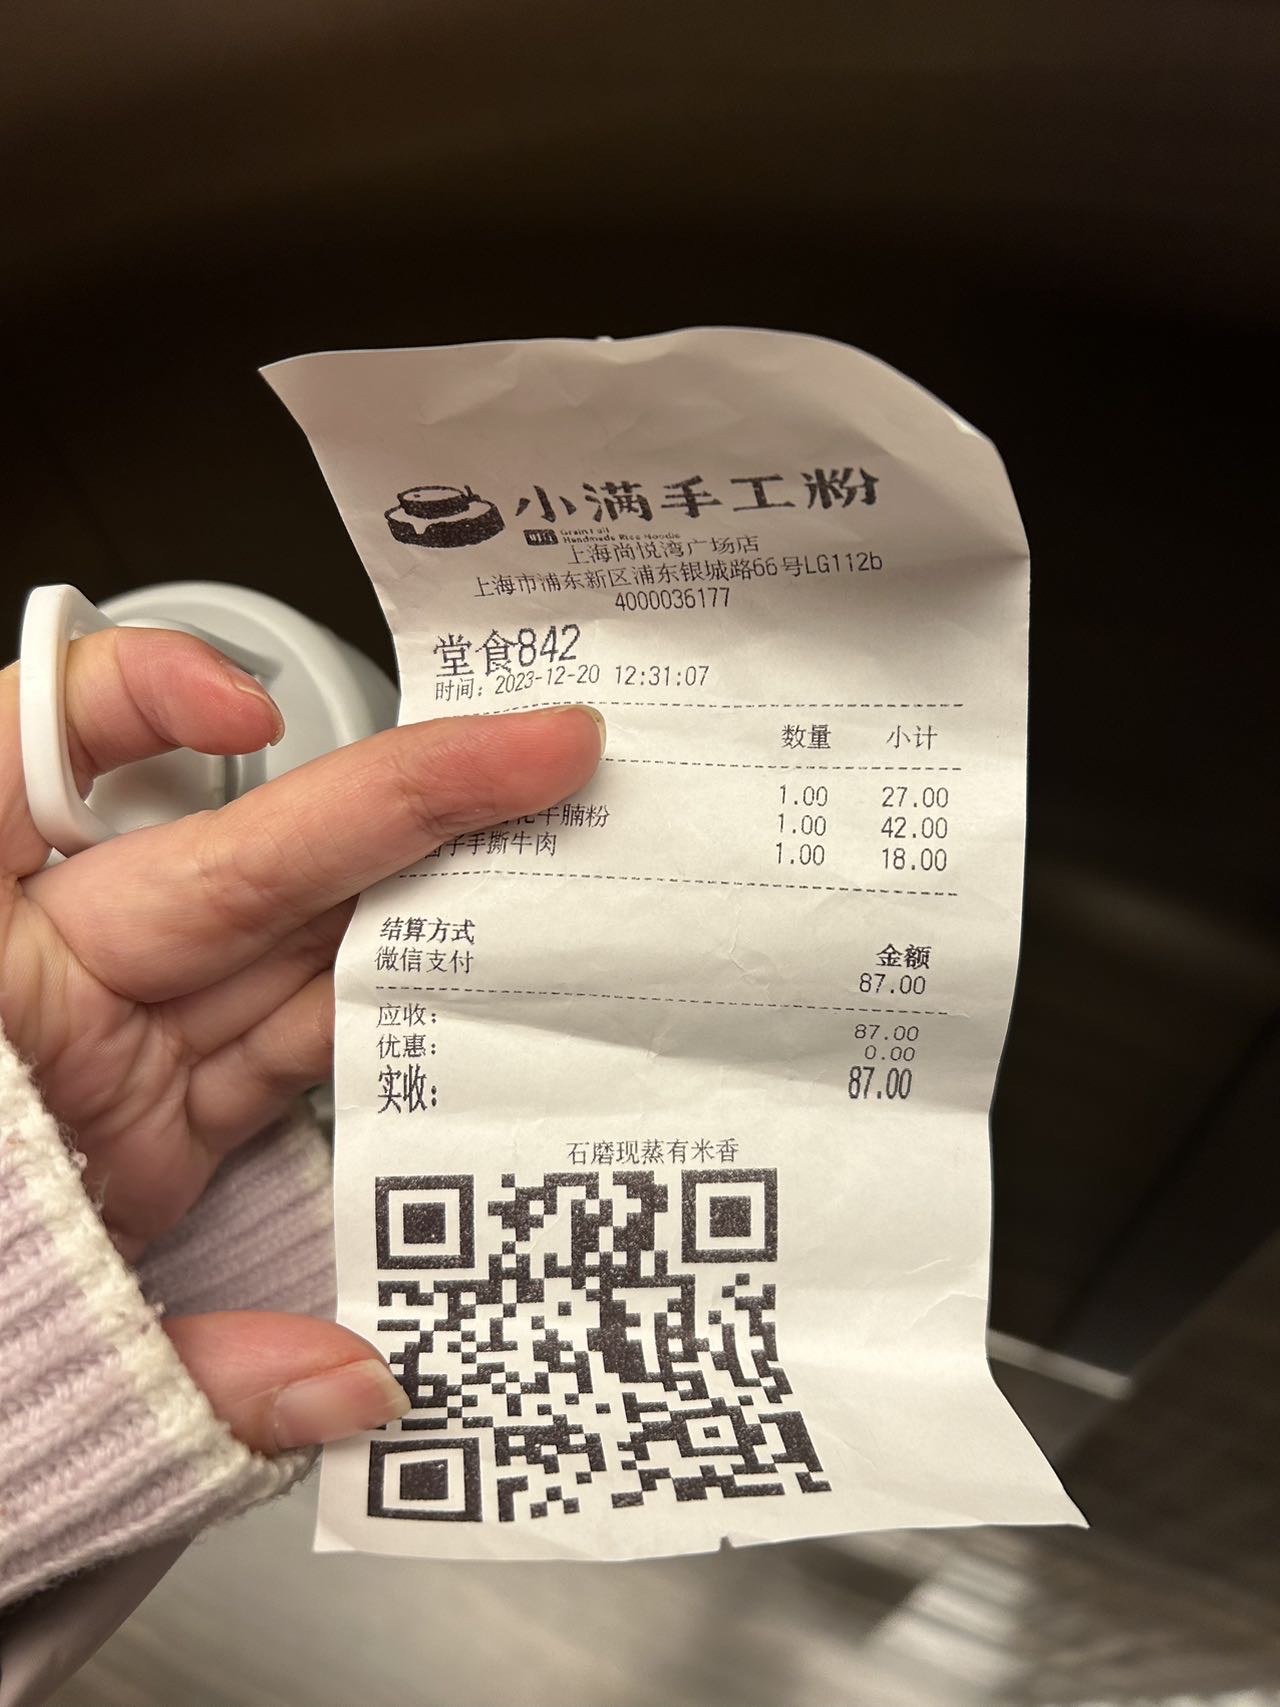 小满手工粉
Grain Full
Handmade Rice Noodle
上海尚悦湾广场店
上海市浦东新区浦东银城路66号LG112b
4000036177
堂食842
时间：2023-12-20 12:31:07
数量 小计
1.00 27.00
牛腩粉 1.00 42.00
子手撕牛肉 1.00 18.00
结算方式 金额
微信支付 87.00
应收： 87.00
优惠： 0.00
实收： 87.00
石磨现蒸有米香